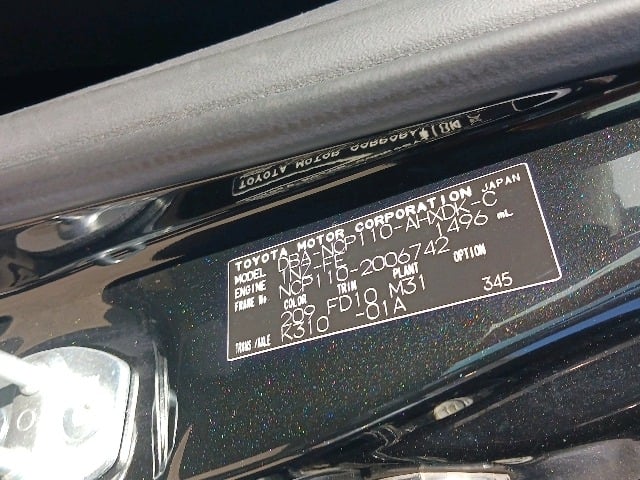 TOYOTA MOTOR CORPORATION JAPAN
MODEL DBA-NCP110-AHXDK-C
ENGINE 1NZ-FE 1496 mL
FRAME No. NCP110-2006742
COLOR TRIM PLANT OPTION
209 FD10 M31 345
TRANS/AXLE K310 -01A